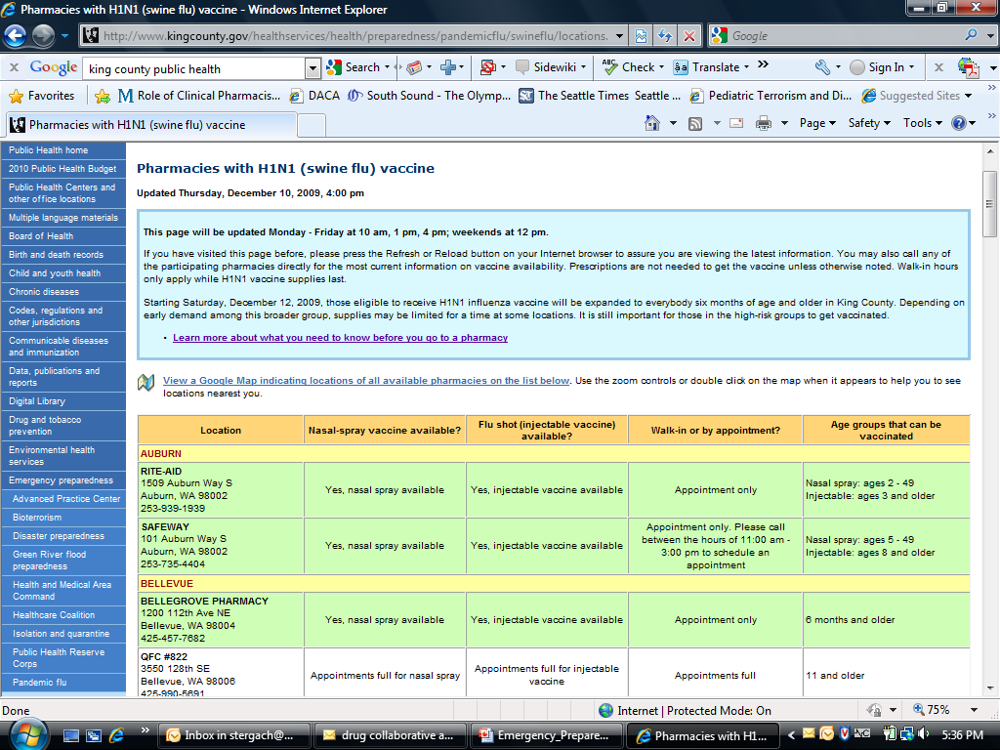 Pharmacies with H1N1 (swine flu) vaccine - Windows Internet Explorer
http://www.kingcounty.gov/healthservices/health/preparedness/pandemicflu/swineflu/locations.
Google
x Google king county public health Search Sidewiki Check Translate Sign In x
Favorites Role of Clinical Pharmacis... DACA South Sound - The Olymp... The Seattle Times Seattle ... Pediatric Terrorism and Di... Suggested Sites
Pharmacies with H1N1 (swine flu) vaccine
Page Safety Tools
Public Health home
2010 Public Health Budget
Public Health Centers and
other office locations
Multiple language materials
Board of Health
Birth and death records
Child and youth health
Chronic diseases
Codes, regulations and
other jurisdictions
Communicable diseases
and immunization
Data, publications and
reports
Digital Library
Drug and tobacco
prevention
Environmental health
services
Emergency preparedness
Advanced Practice Center
Bioterrorism
Disaster preparedness
Green River flood
preparedness
Health and Medical Area
Command
Healthcare Coalition
Isolation and quarantine
Public Health Reserve
Corps
Pandemic flu
Pharmacies with H1N1 (swine flu) vaccine
Updated Thursday, December 10, 2009, 4:00 pm
This page will be updated Monday - Friday at 10 am, 1 pm, 4 pm; weekends at 12 pm.
If you have visited this page before, please press the Refresh or Reload button on your Internet browser to assure you are viewing the latest information. You may also call any of
the participating pharmacies directly for the most current information on vaccine availability. Prescriptions are not needed to get the vaccine unless otherwise noted. Walk-in hours
only apply while H1N1 vaccine supplies last.
Starting Saturday, December 12, 2009, those eligible to receive H1N1 influenza vaccine will be expanded to everybody six months of age and older in King County. Depending on
early demand among this broader group, supplies may be limited for a time at some locations. It is still important for those in the high-risk groups to get vaccinated.
• Learn more about what you need to know before you go to a pharmacy
View a Google Map indicating locations of all available pharmacies on the list below. Use the zoom controls or double click on the map when it appears to help you to see
locations nearest you.
Location
Nasal-spray vaccine available?
Flu shot (injectable vaccine)
available?
Walk-in or by appointment?
Age groups that can be
vaccinated
AUBURN
RITE-AID
1509 Auburn Way S
Auburn, WA 98002
253-939-1939
Yes, nasal spray available
Yes, injectable vaccine available
Appointment only
Nasal spray: ages 2 - 49
Injectable: ages 3 and older
SAFEWAY
101 Auburn Way S
Auburn, WA 98002
253-735-4404
Yes, nasal spray available
Yes, injectable vaccine available
Appointment only. Please call
between the hours of 11:00 am -
3:00 pm to schedule an
appointment
Nasal spray: ages 5 - 49
Injectable: ages 8 and older
BELLEVUE
BELLEGROVE PHARMACY
1200 112th Ave NE
Bellevue, WA 98004
425-457-7682
Yes, nasal spray available
Yes, injectable vaccine available
Appointment only
6 months and older
QFC #822
3550 128th SE
Bellevue, WA 98006
425-990-5691
Appointments full for nasal spray
Appointments full for injectable
vaccine
Appointments full
11 and older
Done
Internet | Protected Mode: On
75%
Inbox in stergach@...
drug collaborative a...
Emergency_Prepare...
Pharmacies with H1...
5:36 PM